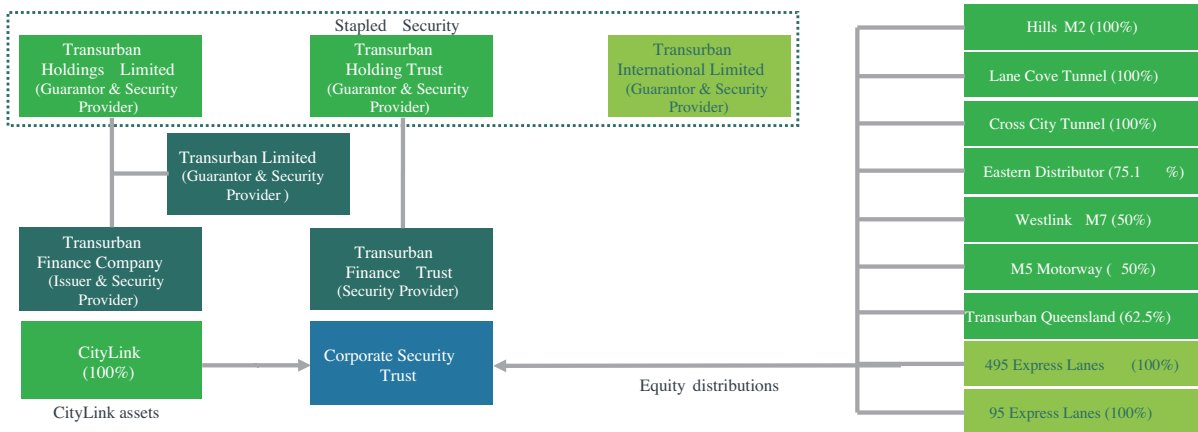 Stapled Security
Transurban
Holdings Limited
(Guarantor & Security
Provider)
Transurban
Holding Trust
(Guarantor & Security
Provider)
Transurban
International Limited
(Guarantor & Security
Provider)
Transurban Limited
(Guarantor & Security
Provider )
Transurban
Finance Company
(Issuer & Security
Provider)
Transurban
Finance Trust
(Security Provider)
CityLink
(100%)
CityLink assets
Corporate Security
Trust
Equity distributions
Hills M2 (100%)
Lane Cove Tunnel (100%)
Cross City Tunnel (100%)
Eastern Distributor (75.1 %)
Westlink M7 (50%)
M5 Motorway ( 50%)
Transurban Queensland (62.5%)
495 Express Lanes (100%)
95 Express Lanes (100%)